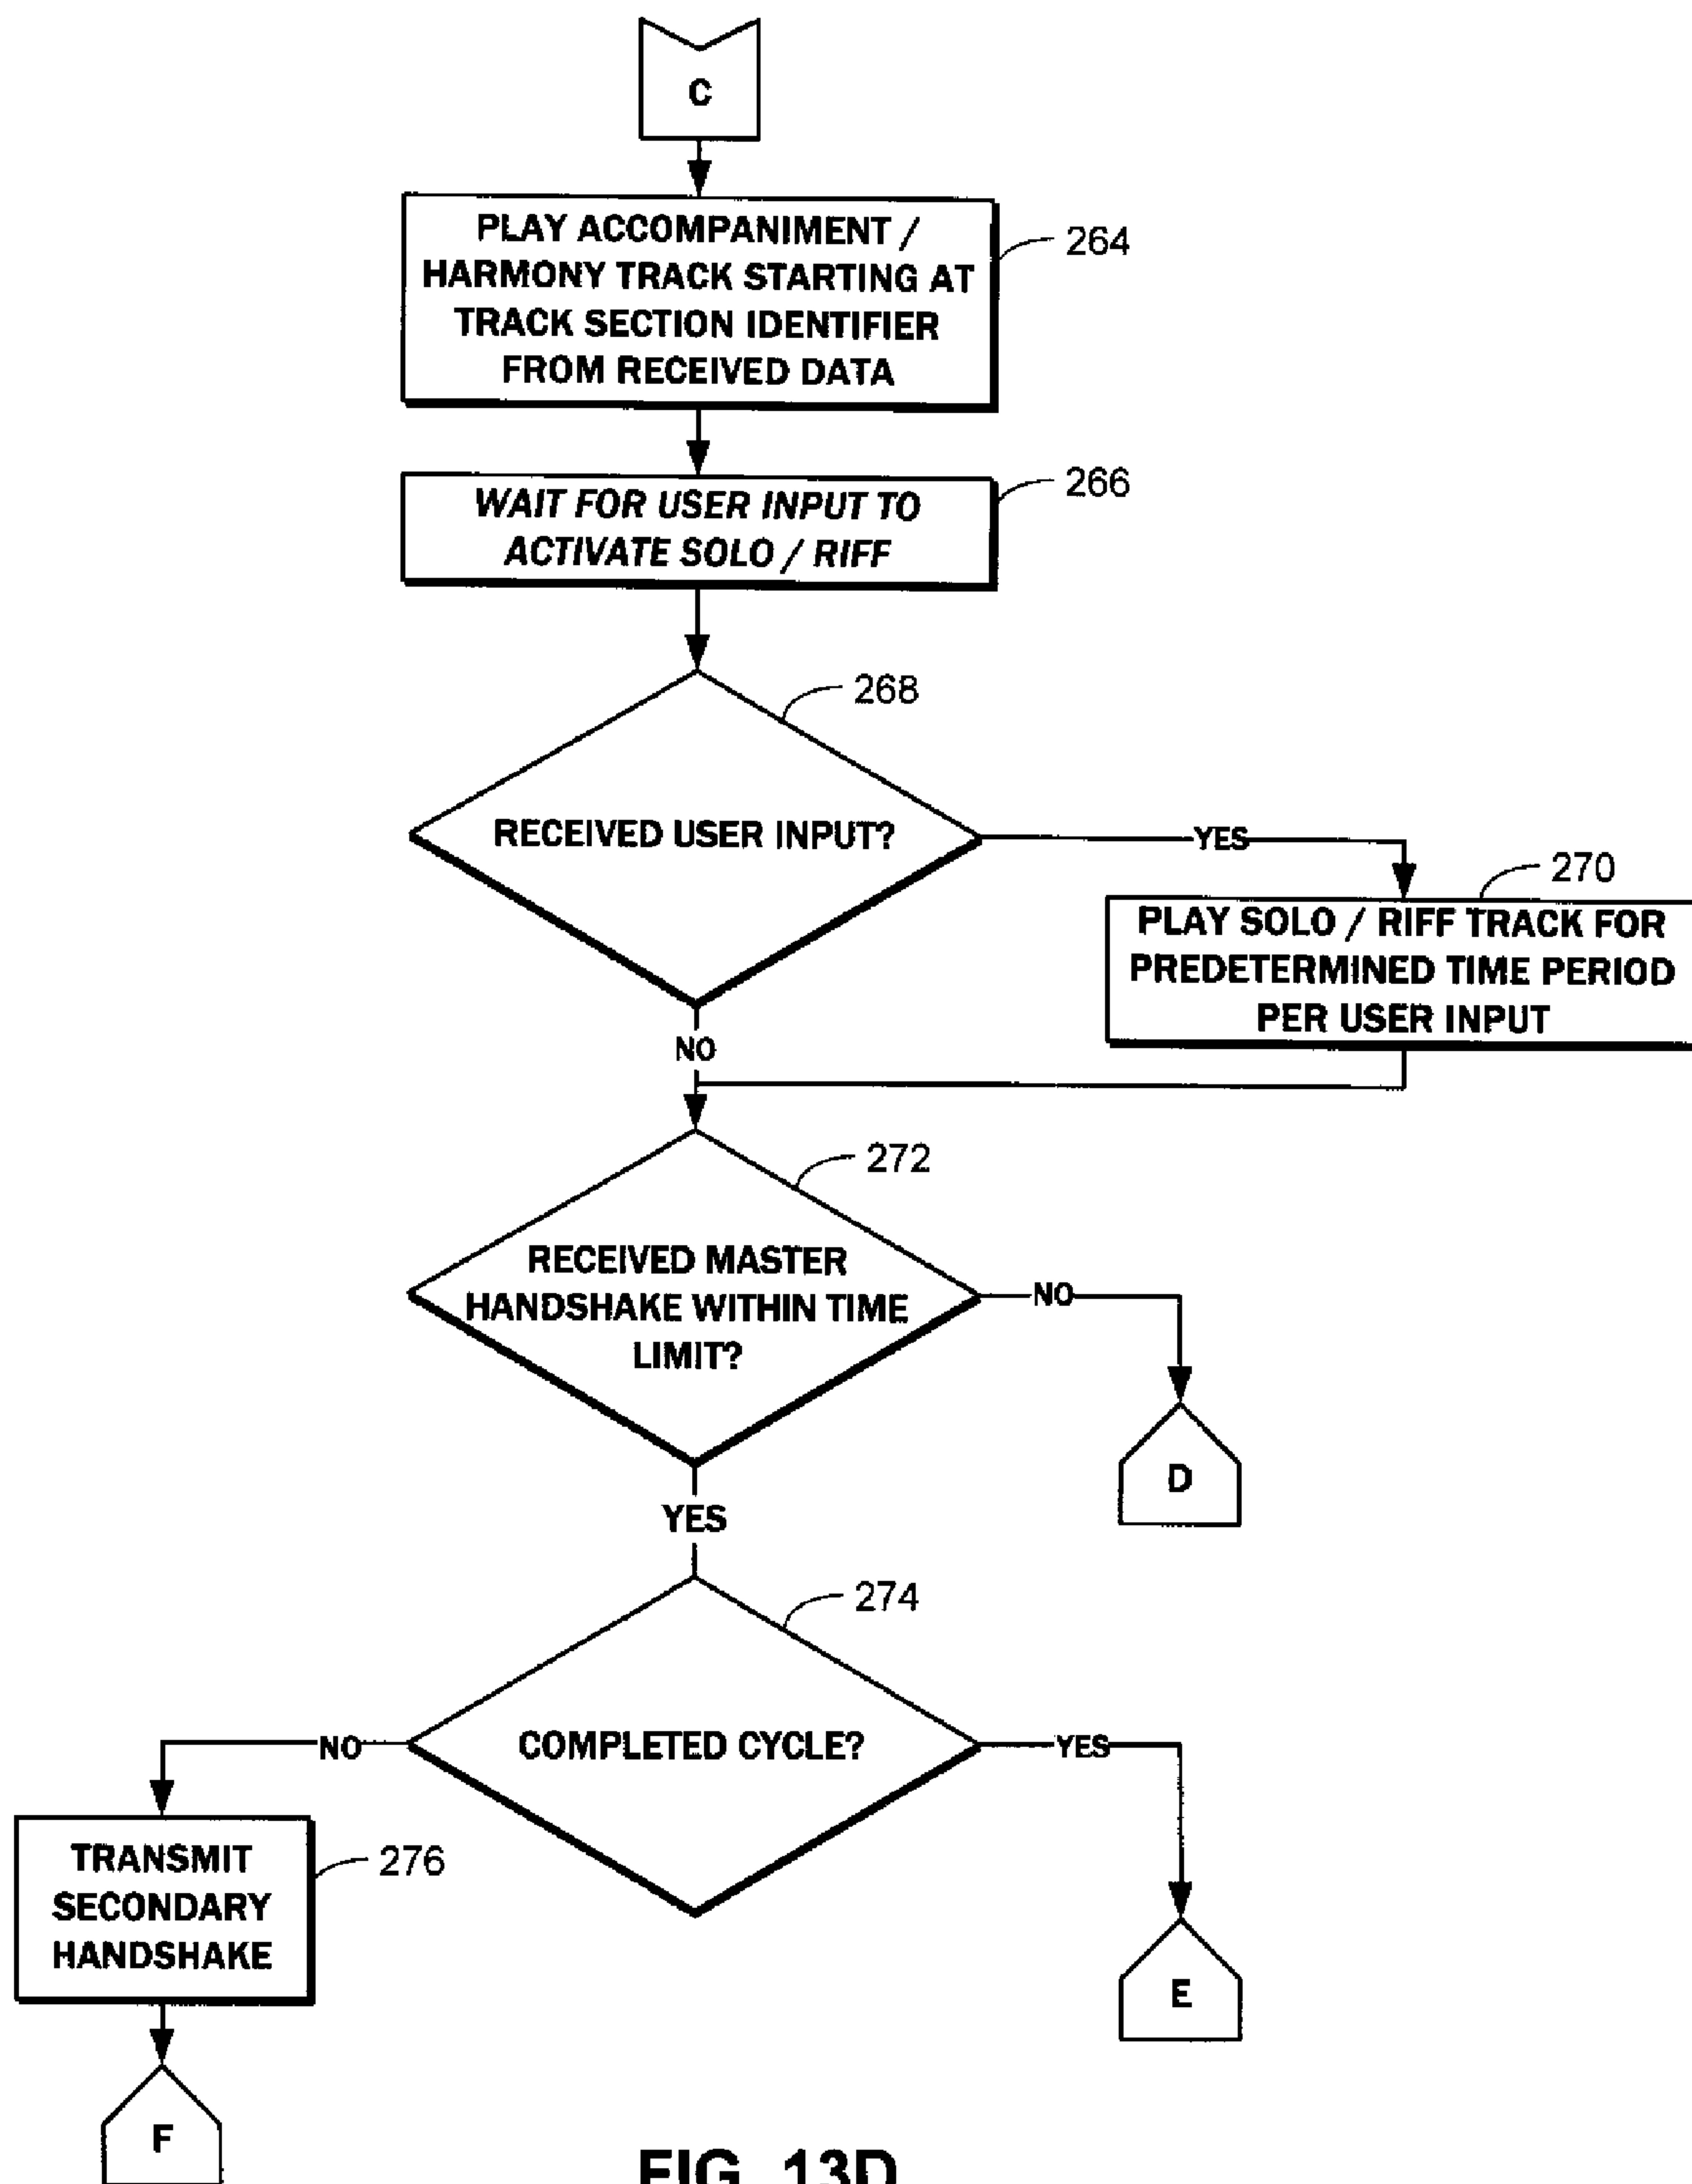 C
PLAY ACCOMPANIMENT /
HARMONY TRACK STARTING AT
TRACK SECTION IDENTIFIER
FROM RECEIVED DATA
264
WAIT FOR USER INPUT TO
ACTIVATE SOLO / RIFF
266
268
RECEIVED USER INPUT?
YES
270
PLAY SOLO / RIFF TRACK FOR
PREDETERMINED TIME PERIOD
PER USER INPUT
NO
272
RECEIVED MASTER
HANDSHAKE WITHIN TIME
LIMIT?
NO
D
YES
274
COMPLETED CYCLE?
NO
YES
TRANSMIT
SECONDARY
HANDSHAKE
276
E
F
FIG. 13D